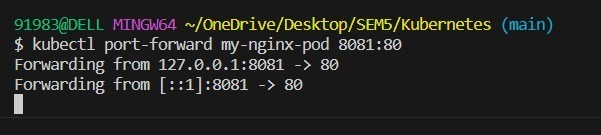 91983@DELL MINGW64 ~/OneDrive/Desktop/SEM5/Kubernetes (main)
$ kubectl port-forward my-nginx-pod 8081:80
Forwarding from 127.0.0.1:8081 -> 80
Forwarding from [::1]:8081 -> 80